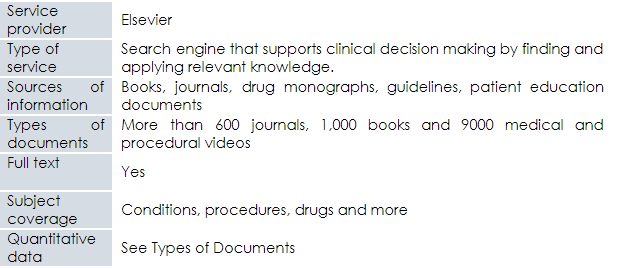 Service provider Elsevier
Type of service Search engine that supports clinical decision making by finding and applying relevant knowledge.
Sources of information Books, journals, drug monographs, guidelines, patient education documents
Types of documents More than 600 journals, 1,000 books and 9000 medical and procedural videos
Full text Yes
Subject coverage Conditions, procedures, drugs and more
Quantitative data See Types of Documents